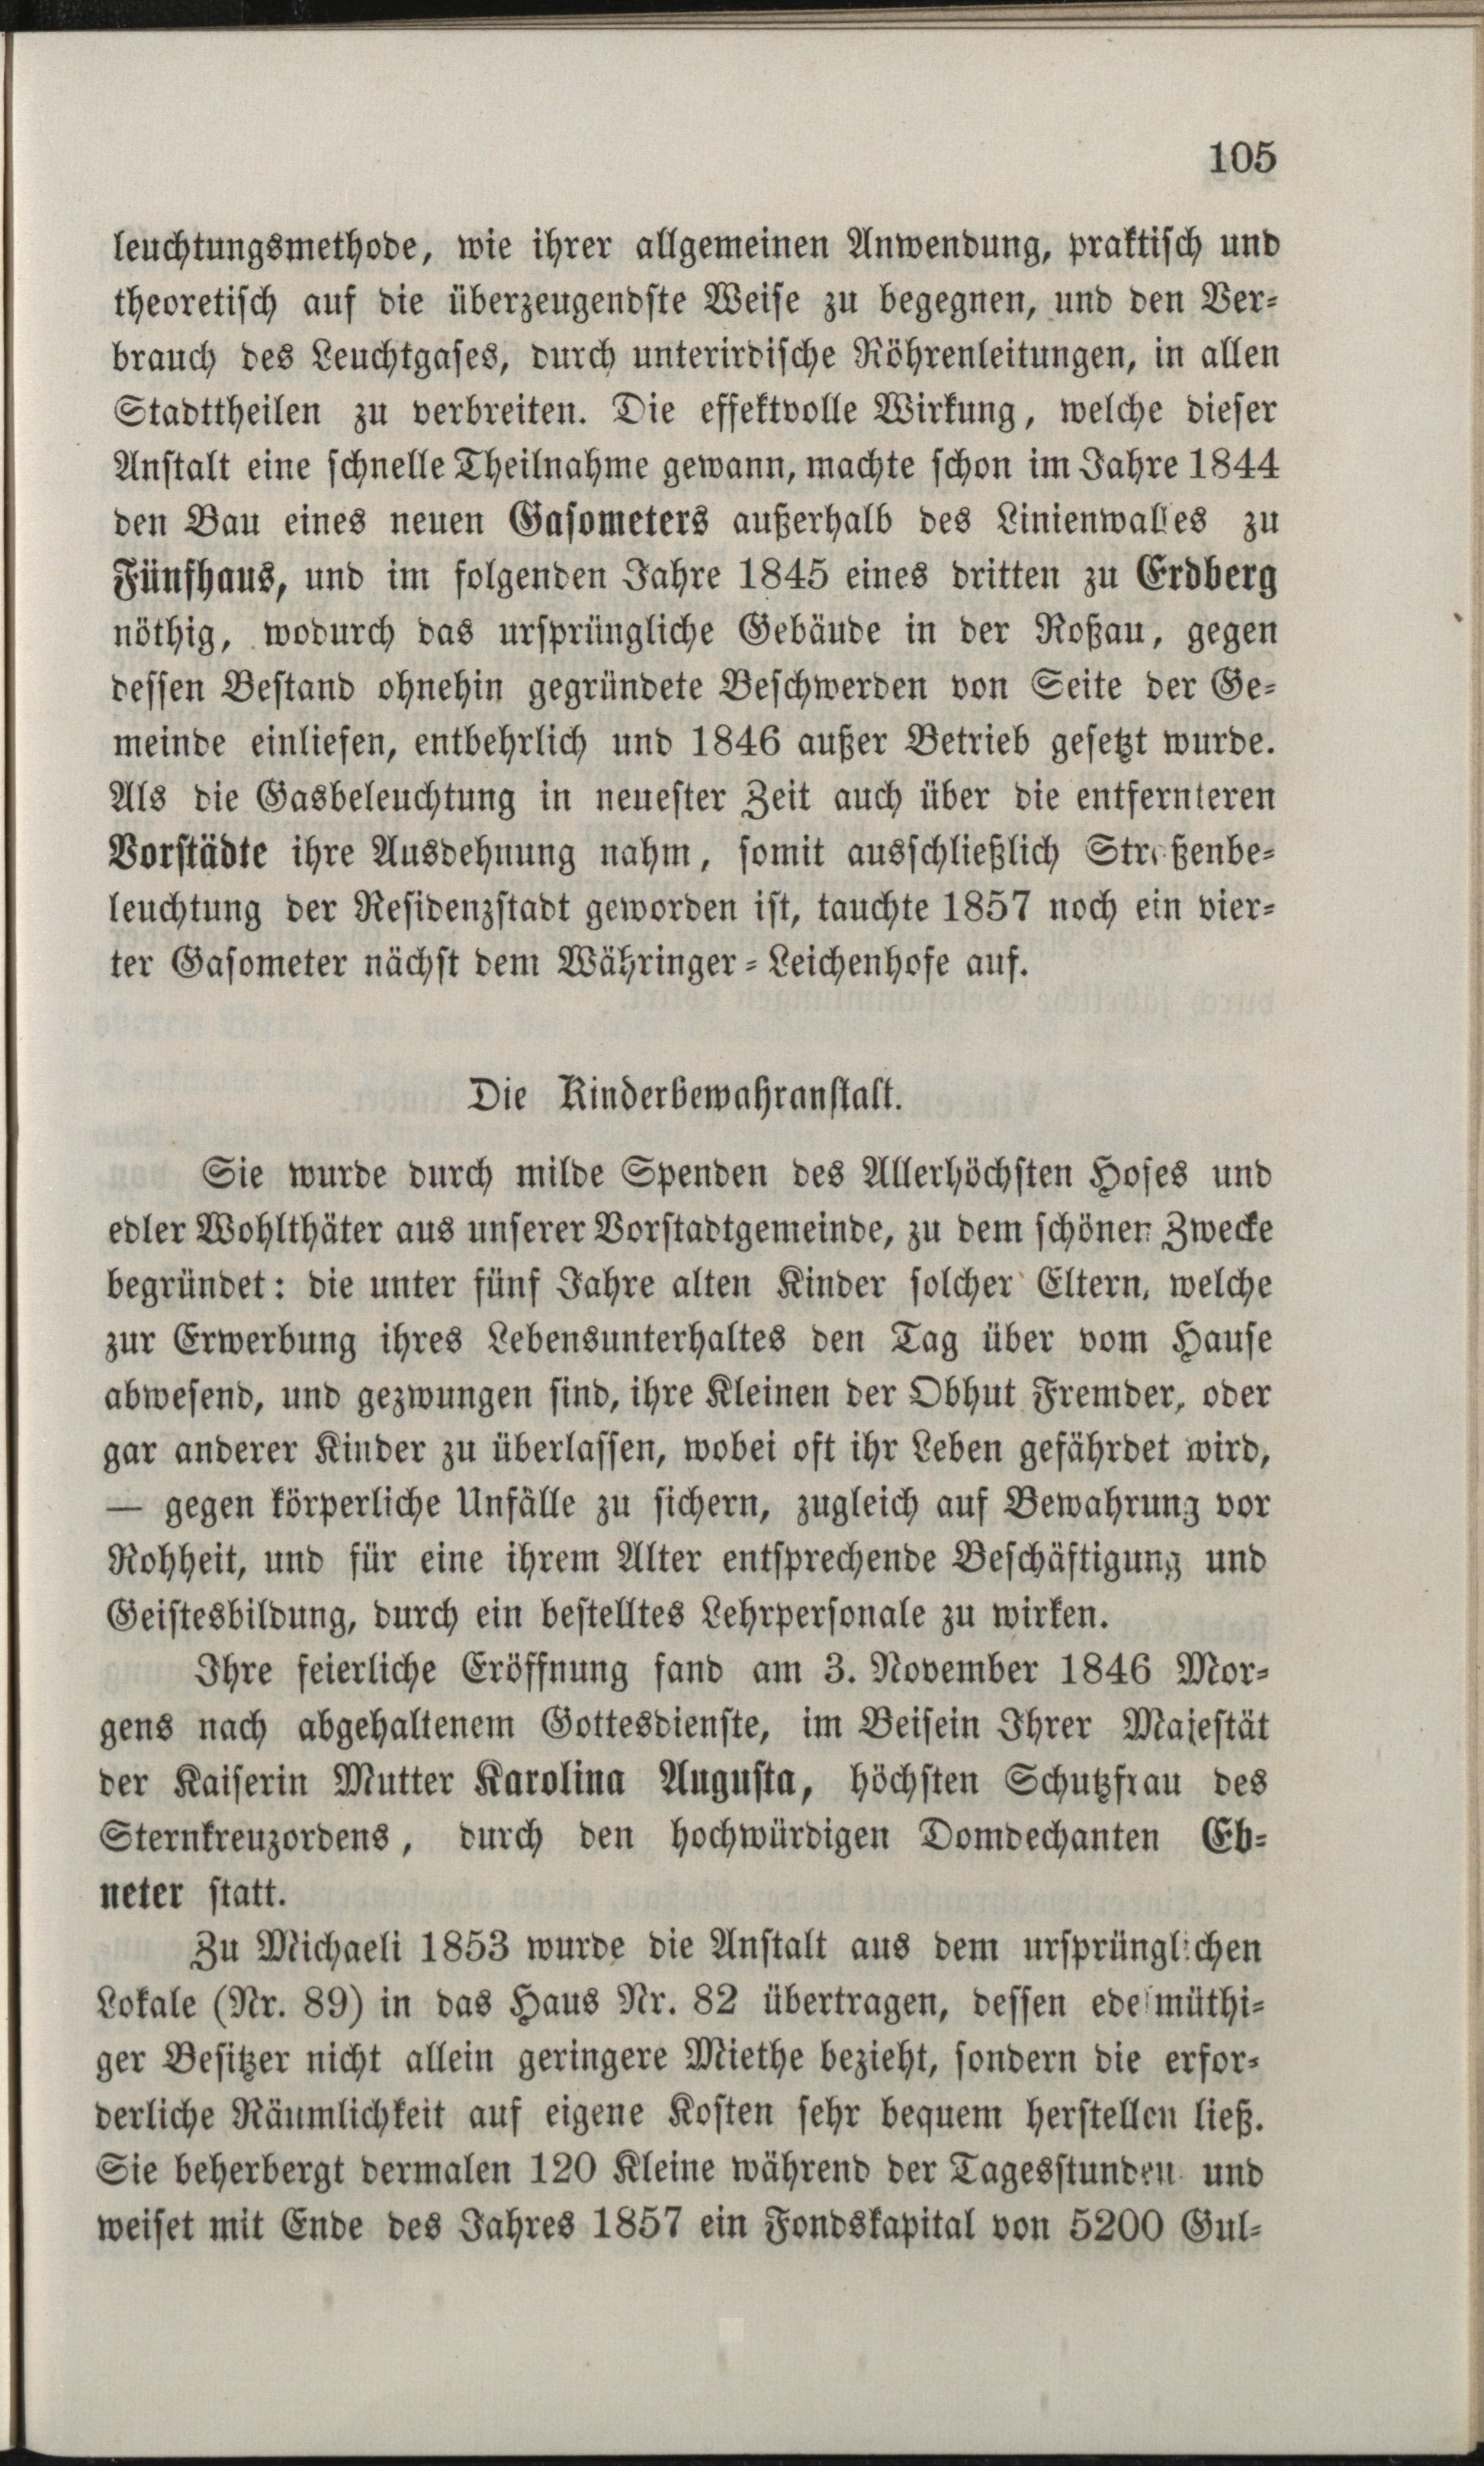 105
leuchtungsmethode, wie ihrer allgemeinen Anwendung, praktisch und
theoretisch auf die überzeugendste Weise zu begegnen, und den Ver-
brauch des Leuchtgases, durch unterirdische Röhrenleitungen, in allen
Stadttheilen zu verbreiten. Die effektvolle Wirkung, welche dieser
Anstalt eine schnelle Theilnahme gewann, machte schon im Jahre 1844
den Bau eines neuen Gasometers außerhalb des Linienwalles zu
Fünfhaus, und im folgenden Jahre 1845 eines dritten zu Erdberg
nöthig, wodurch das ursprüngliche Gebäude in der Roßau, gegen
dessen Bestand ohnehin gegründete Beschwerden von Seite der Ge-
meinde einliefen, entbehrlich und 1846 außer Betrieb gesetzt wurde.
Als die Gasbeleuchtung in neuester Zeit auch über die entfernteren
Vorstädte ihre Ausdehnung nahm, somit ausschließlich Straßenbe-
leuchtung der Residenzstadt geworden ist, tauchte 1857 noch ein vier-
ter Gasometer nächst dem Währinger-Leichenhofe auf.
Die Kinderbewahranstalt.
Sie wurde durch milde Spenden des Allerhöchsten Hofes und
edler Wohlthäter aus unserer Vorstadtgemeinde, zu dem schönen Zwecke
begründet: die unter fünf Jahre alten Kinder solcher Eltern, welche
zur Erwerbung ihres Lebensunterhaltes den Tag über vom Hause
abwesend, und gezwungen sind, ihre Kleinen der Obhut Fremder, oder
gar anderer Kinder zu überlassen, wobei oft ihr Leben gefährdet wird,
— gegen körperliche Unfälle zu sichern, zugleich auf Bewahrung vor
Rohheit, und für eine ihrem Alter entsprechende Beschäftigung und
Geistesbildung, durch ein bestelltes Lehrpersonale zu wirken.
Ihre feierliche Eröffnung fand am 3. November 1846 Mor-
gens nach abgehaltenem Gottesdienste, im Beisein Ihrer Majestät
der Kaiserin Mutter Karolina Augusta, höchsten Schutzfrau des
Sternkreuzordens, durch den hochwürdigen Domdechanten Eb-
neter statt.
Zu Michaeli 1853 wurde die Anstalt aus dem ursprünglichen
Lokale (Nr. 89) in das Haus Nr. 82 übertragen, dessen edelmüthi-
ger Besitzer nicht allein geringere Miethe bezieht, sondern die erfor-
derliche Räumlichkeit auf eigene Kosten sehr bequem herstellen ließ.
Sie beherbergt dermalen 120 Kleine während der Tagesstunden und
weiset mit Ende des Jahres 1857 ein Fondskapital von 5200 Gul-